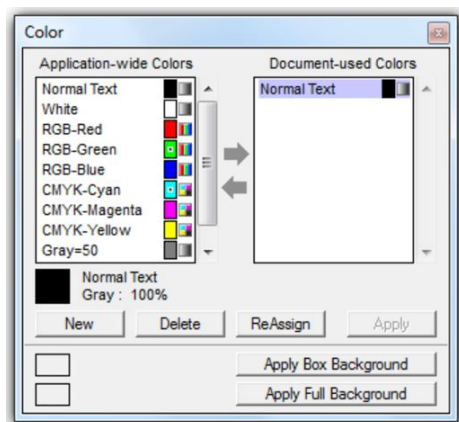 Color
Application-wide Colors
Document-used Colors
Normal Text
White
RGB-Red
RGB-Green
RGB-Blue
CMYK-Cyan
CMYK-Magenta
CMYK-Yellow
Gray=50
Normal Text
Normal Text
Gray : 100%
New
Delete
ReAssign
Apply
Apply Box Background
Apply Full Background